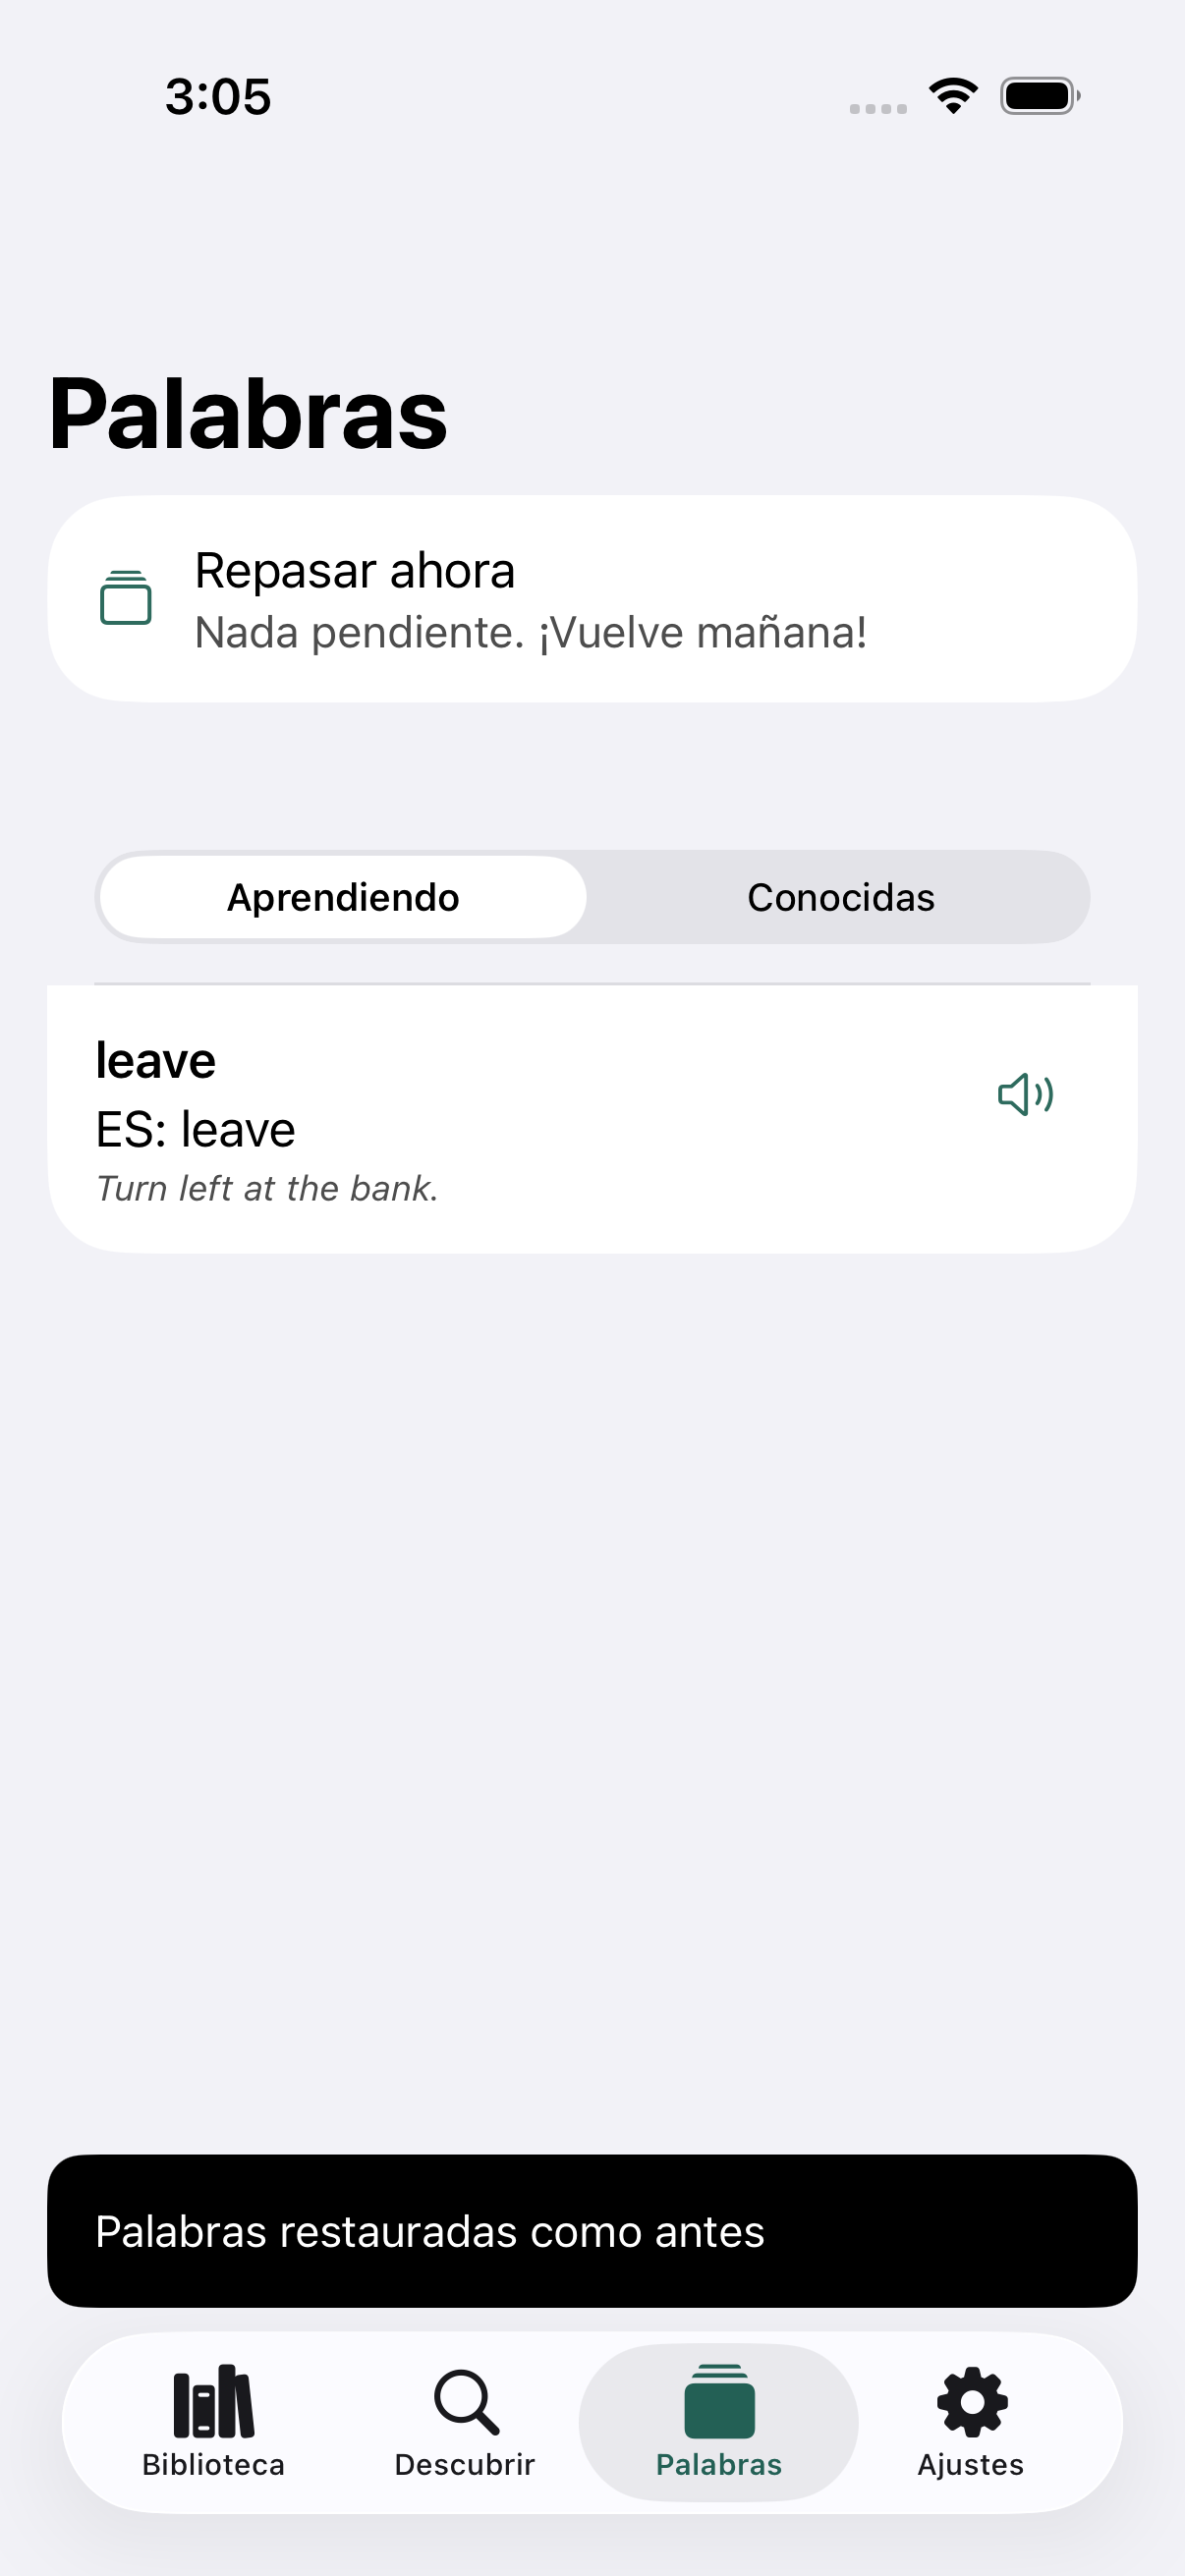 3:05
Palabras
Repasar ahora
Nada pendiente. ¡Vuelve mañana!
Aprendiendo
Conocidas
leave
ES: leave
Turn left at the bank.
Palabras restauradas como antes
Biblioteca
Descubrir
Palabras
Ajustes